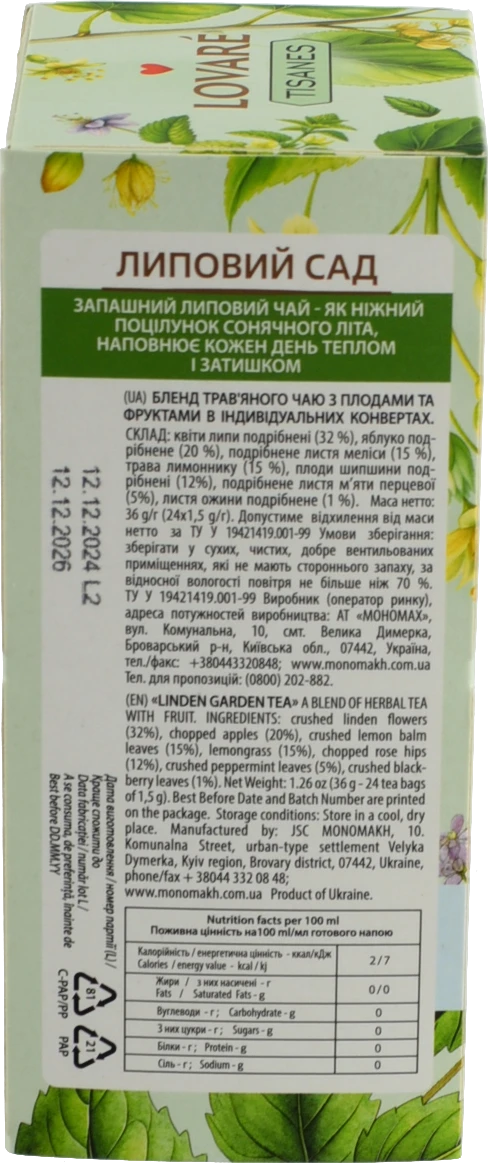 LOVARÉ
TISANES
ЛИПОВИЙ САД
ЗАПАШНИЙ ЛИПОВИЙ ЧАЙ - ЯК НІЖНИЙ
ПОЦІЛУНОК СОНЯЧНОГО ЛІТА,
НАПОВНЮЄ КОЖЕН ДЕНЬ ТЕПЛОМ
І ЗАТИШКОМ
(UA) БЛЕНД ТРАВ'ЯНОГО ЧАЮ З ПЛОДАМИ ТА
ФРУКТАМИ В ІНДИВІДУАЛЬНИХ КОНВЕРТАХ.
СКЛАД: квіти липи подрібнені (32 %), яблуко под-
рібнене (20 %), подрібнене листя меліси (15 %),
трава лимоннику (15 %), плоди шипшини под-
рібнені (12%), подрібнене листя м'яти перцевої
(5%), листя ожини подрібнене (1 %). Маса нетто:
36 g/г (24х1,5 g/г). Допустиме відхилення від маси
нетто за ТУ У 19421419.001-99 Умови зберігання:
зберігати у сухих, чистих, добре вентильованих
приміщеннях, які не мають стороннього запаху, за
відносної вологості повітря не більше ніж 70 %.
ТУ У 19421419.001-99 Виробник (оператор ринку),
адреса потужностей виробництва: АТ «МОНОМАХ»,
вул. Комунальна, 10, смт. Велика Димерка,
Броварський р-н, Київська обл., 07442, Україна,
тел./факс: +380443320848; www.monomakh.com.ua
Тел. для пропозицій: (0800) 202-882.
(EN) «LINDEN GARDEN TEA» A BLEND OF HERBAL TEA
WITH FRUIT. INGREDIENTS: crushed linden flowers
(32%), chopped apples (20%), crushed lemon balm
leaves (15%), lemongrass (15%), chopped rose hips
(12%), crushed peppermint leaves (5%), crushed black-
berry leaves (1%). Net Weight: 1.26 oz (36 g - 24 tea bags
of 1,5 g). Best Before Date and Batch Number are printed
on the package. Storage conditions: Store in a cool, dry
place. Manufactured by: JSC MONOMAKH, 10.
Komunalna Street, urban-type settlement Velyka
Dymerka, Kyiv region, Brovary district, 07442, Ukraine,
phone/fax + 38044 332 08 48;
www.monomakh.com.ua Product of Ukraine.
Nutrition facts per 100 ml
Поживна цінність на100 г/мл готового напою
Калорійність / енергетична цінність - ккал/кДж
Calories / energy value - kcal / kj
2/7
Жири / з них насичені - г
Fats / Saturated Fats - g
0/0
Вуглеводи - г ; Carbohydrate - g
0
З них цукри - г ; Sugars - g
0
Білки - г ; Protein - g
0
Сіль - г ; Sodium - g
0
12.12.2024 L.2
12.12.2026
Дата виготовлення / номер партії (L) /
Краще спожити до
Data fabricației / număr lot L /
A se consuma, de preferință, înainte de
Best before DD.MM.YY
81
C-PAP/PP
21
PAP